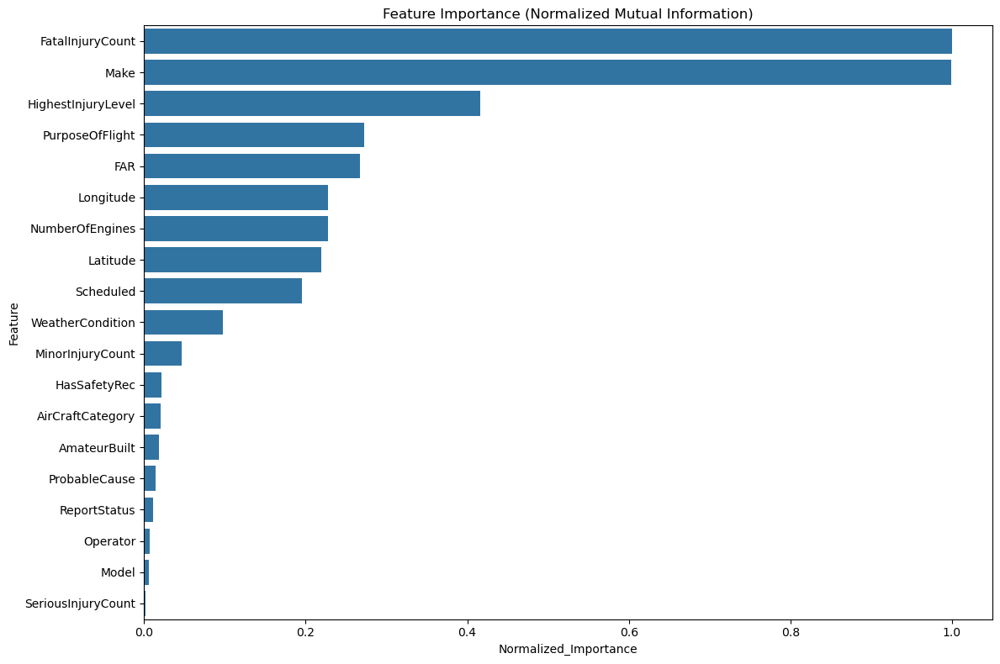 Feature Importance (Normalized Mutual Information)
FatalInjuryCount
Make
HighestInjuryLevel
PurposeOfFlight
FAR
Longitude
NumberOfEngines
Latitude
Scheduled
WeatherCondition
MinorInjuryCount
HasSafetyRec
AirCraftCategory
AmateurBuilt
ProbableCause
ReportStatus
Operator
Model
SeriousInjuryCount
Feature
0.0 0.2 0.4 0.6 0.8 1.0
Normalized_Importance